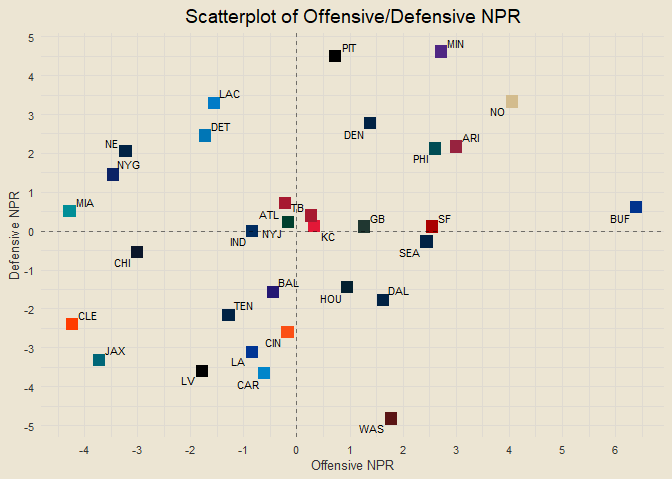 Scatterplot of Offensive/Defensive NPR
5
PIT
MIN
4
LAC
NO
3
DET
DEN
NE
ARI
2
PHI
NYG
1
MIA
TB
ATL
GB
SF
BUF
0
NYJ
KC
IND
SEA
CHI
-1
BAL
HOU
DAL
-2
TEN
CLE
CIN
-3
JAX
LA
LV
CAR
-4
WAS
-5
-4 -3 -2 -1 0 1 2 3 4 5 6
Offensive NPR
Defensive NPR